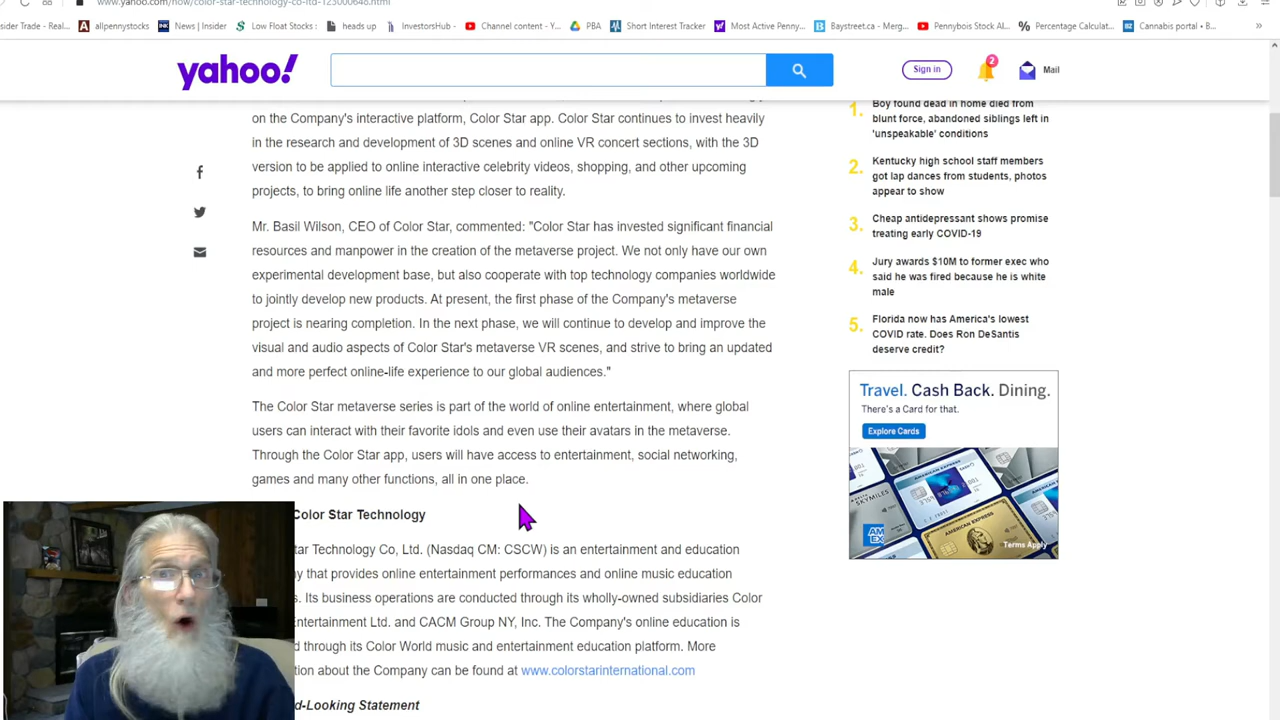 www.yahoo.com/now/color-star-technology-co-ltd-123000646.html
allpennystocks
News | Insider
Low Float Stocks :
heads up
InvestorsHub -
Channel content - Y...
PBA
Short Interest Tracker
Most Active Penny...
Baystreet.ca - Merg...
Pennybois Stock Al...
Percentage Calculat...
Cannabis portal • B...
yahoo!
Sign in
2
Mail
on the Company's interactive platform, Color Star app. Color Star continues to invest heavily
in the research and development of 3D scenes and online VR concert sections, with the 3D
version to be applied to online interactive celebrity videos, shopping, and other upcoming
projects, to bring online life another step closer to reality.
Mr. Basil Wilson, CEO of Color Star, commented: "Color Star has invested significant financial
resources and manpower in the creation of the metaverse project. We not only have our own
experimental development base, but also cooperate with top technology companies worldwide
to jointly develop new products. At present, the first phase of the Company's metaverse
project is nearing completion. In the next phase, we will continue to develop and improve the
visual and audio aspects of Color Star's metaverse VR scenes, and strive to bring an updated
and more perfect online-life experience to our global audiences."
The Color Star metaverse series is part of the world of online entertainment, where global
users can interact with their favorite idols and even use their avatars in the metaverse.
Through the Color Star app, users will have access to entertainment, social networking,
games and many other functions, all in one place.
Color Star Technology
tar Technology Co, Ltd. (Nasdaq CM: CSCW) is an entertainment and education
y that provides online entertainment performances and online music education
s. Its business operations are conducted through its wholly-owned subsidiaries Color
ntertainment Ltd. and CACM Group NY, Inc. The Company's online education is
d through its Color World music and entertainment education platform. More
tion about the Company can be found at www.colorstarinternational.com
d-Looking Statement
1. Boy found dead in home died from
blunt force, abandoned siblings left in
'unspeakable' conditions
2. Kentucky high school staff members
got lap dances from students, photos
appear to show
3. Cheap antidepressant shows promise
treating early COVID-19
4. Jury awards $10M to former exec who
said he was fired because he is white
male
5. Florida now has America's lowest
COVID rate. Does Ron DeSantis
deserve credit?
Travel. Cash Back. Dining.
There's a Card for that.
Explore Cards
AMERICAN EXPRESS
AM
EX
Terms Apply